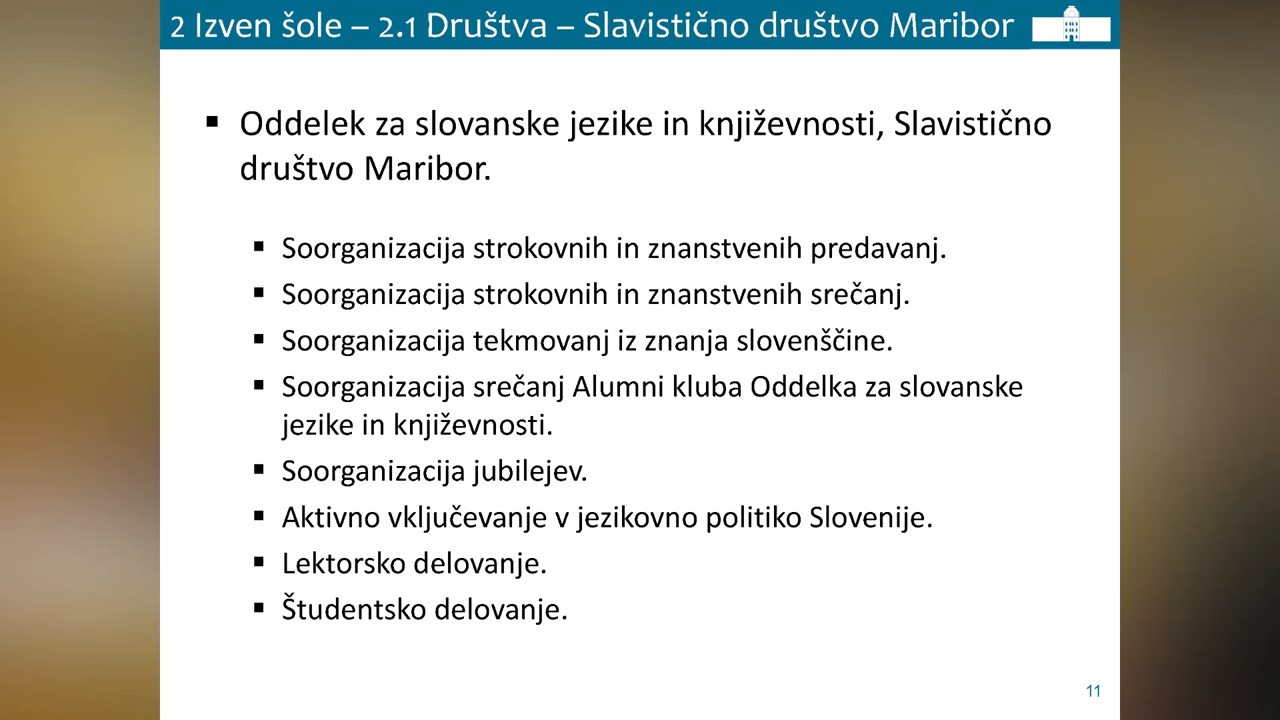 2 Izven šole – 2.1 Društva – Slavistično društvo Maribor
▪ Oddelek za slovanske jezike in književnosti, Slavistično
društvo Maribor.
▪ Soorganizacija strokovnih in znanstvenih predavanj.
▪ Soorganizacija strokovnih in znanstvenih srečanj.
▪ Soorganizacija tekmovanj iz znanja slovenščine.
▪ Soorganizacija srečanj Alumni kluba Oddelka za slovanske
jezike in književnosti.
▪ Soorganizacija jubilejev.
▪ Aktivno vključevanje v jezikovno politiko Slovenije.
▪ Lektorsko delovanje.
▪ Študentsko delovanje.
11